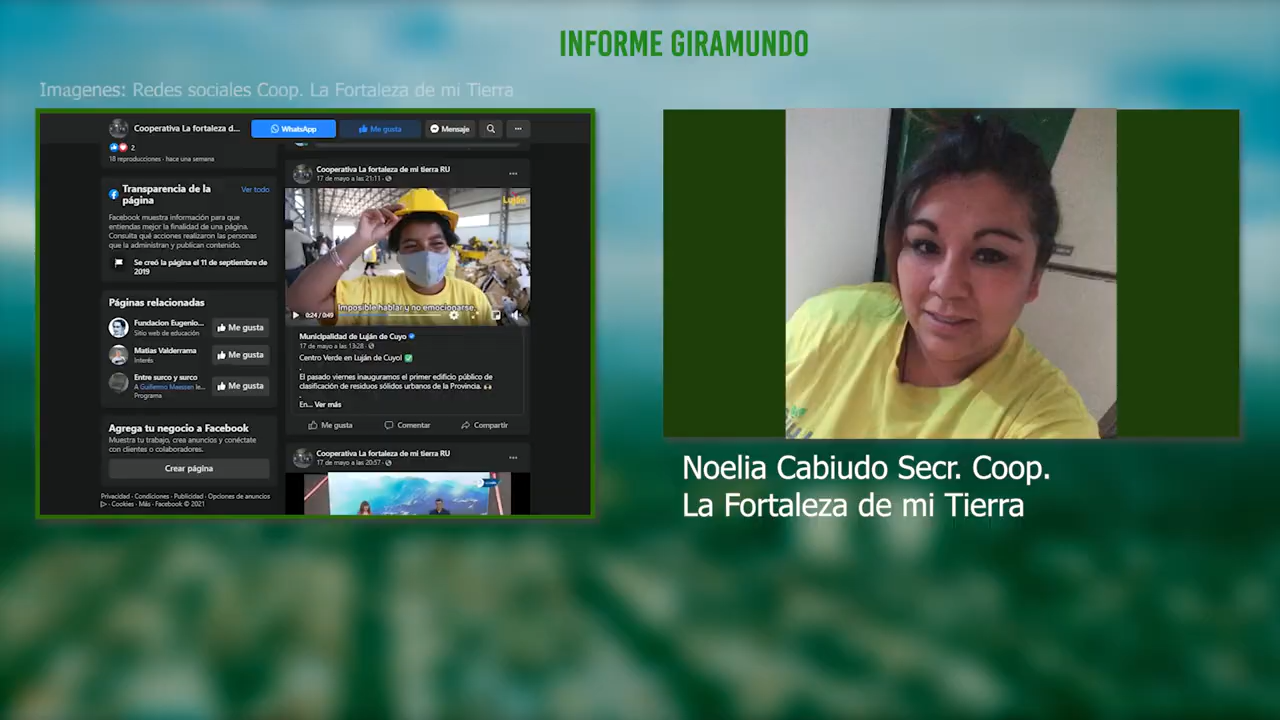 INFORME GIRAMUNDO
Imagenes: Redes sociales Coop. La Fortaleza de mi Tierra
Cooperativa La fortaleza d...
WhatsApp
Me gusta
Mensaje
2
18 reproducciones · hace una semana
Transparencia de la
página
Ver todo
Facebook muestra información para que
entiendas mejor la finalidad de una página.
Consulta qué acciones realizaron las personas
que la administran y publican contenido.
Se creó la página el 11 de septiembre de
2019
Páginas relacionadas
Fundacion Eugenio...
Sitio web de educación
Me gusta
Matias Valderrama
Interés
Me gusta
Entre surco y surco
A Guillermo Maessen le...
Programa
Me gusta
Agrega tu negocio a Facebook
Muestra tu trabajo, crea anuncios y conéctate
con clientes o colaboradores.
Crear página
Privacidad · Condiciones · Publicidad · Opciones de anuncios
· Cookies · Más · Facebook © 2021
Cooperativa La fortaleza de mi tierra RU
17 de mayo a las 21:11 ·
Luján
Imposible hablar y no emocionarse.
0:24 / 0:49
Municipalidad de Luján de Cuyo
17 de mayo a las 13:28 ·
Centro Verde en Luján de Cuyo!
.
El pasado viernes inauguramos el primer edificio público de
clasificación de residuos sólidos urbanos de la Provincia.
.
En... Ver más
Me gusta
Comentar
Compartir
Cooperativa La fortaleza de mi tierra RU
17 de mayo a las 20:57 ·
Noelia Cabiudo Secr. Coop.
La Fortaleza de mi Tierra